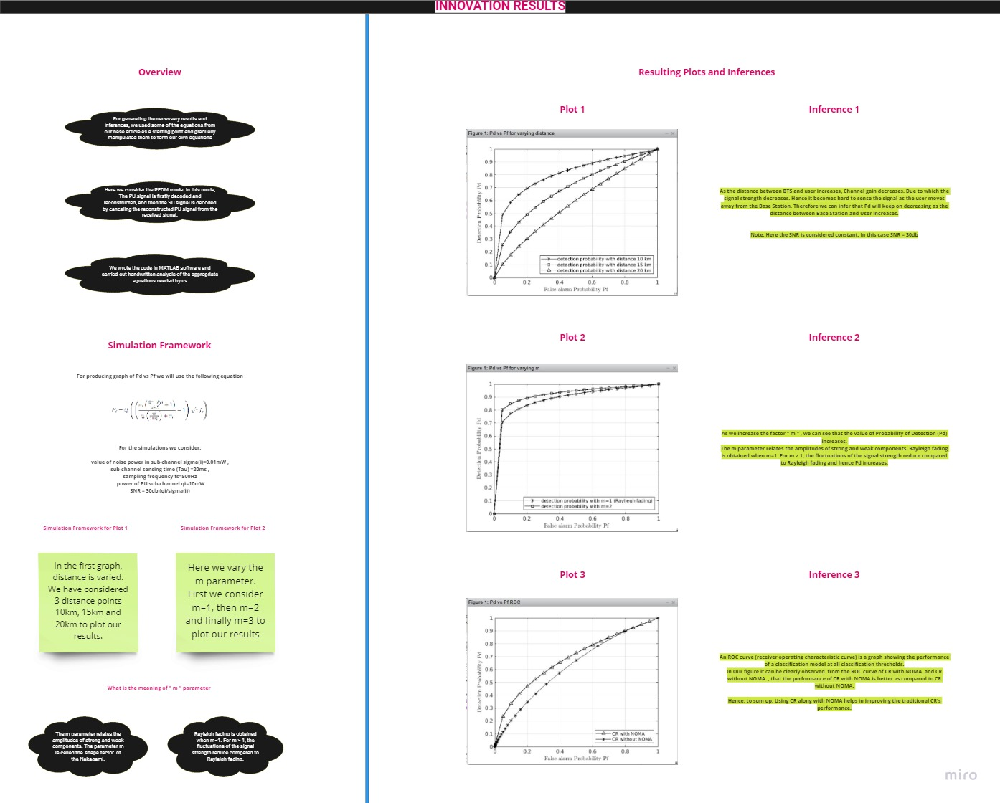 INNOVATION RESULTS
Overview
For generating the necessary results and
inferences, we used some of the equations from
our base article as a starting point and gradually
manipulated them to form our own equations
Here we consider the PFDM mode. In this mode,
The PU signal is firstly decoded and
reconstructed, and then the SU signal is decoded
by canceling the reconstructed PU signal from the
received signal.
We wrote the code in MATLAB software and
carried out handwritten analysis of the appropriate
equations needed by us
Simulation Framework
For producing graph of Pd vs Pf we will use the following equation
For the simulations we consider:
value of noise power in sub-channel sigma(i)=0.01mW ,
sub-channel sensing time (Tau) =20ms ,
sampling frequency fs=500Hz
power of PU sub-channel qi=10mW
SNR = 30db (qi/sigma(i))
Simulation Framework for Plot 1
In the first graph,
distance is varied.
We have considered
3 distance points
10km, 15km and
20km to plot our
results.
Simulation Framework for Plot 2
Here we vary the
m parameter.
First we consider
m=1, then m=2
and finally m=3 to
plot our results
What is the meaning of " m " parameter
The m parameter relates the
amplitudes of strong and weak
components. The parameter m
is called the 'shape factor' of
the Nakagami.
Rayleigh fading is obtained
when m=1. For m > 1, the
fluctuations of the signal
strength reduce compared to
Rayleigh fading.
Resulting Plots and Inferences
Plot 1
Figure 1: Pd vs Pf for varying distance
1
0.9
0.8
0.7
0.6
0.5
0.4
0.3
0.2
0.1
0
Detection Probability Pd
detection probability with distance 10 km
detection probability with distance 15 km
detection probability with distance 20 km
0 0.2 0.4 0.6 0.8 1
False alarm Probability Pf
Inference 1
As the distance between BTS and user increases, Channel gain decreases. Due to which the
signal strength decreases. Hence it becomes hard to sense the signal as the user moves
away from the Base Station. Therefore we can infer that Pd will keep on decreasing as the
distance between Base Station and User increases.
Note: Here the SNR is considered constant. In this case SNR = 30db
Plot 2
Figure 1: Pd vs Pf for varying m
1
0.9
0.8
0.7
0.6
0.5
0.4
0.3
0.2
0.1
0
Detection Probability Pd
detection probability with m=1 (Rayliegh fading)
detection probability with m=2
0 0.2 0.4 0.6 0.8 1
False alarm Probability Pf
Inference 2
As we increase the factor " m " , we can see that the value of Probability of Detection (Pd)
increases.
The m parameter relates the amplitudes of strong and weak components. Rayleigh fading
is obtained when m=1. For m > 1, the fluctuations of the signal strength reduce compared
to Rayleigh fading and hence Pd increases.
Plot 3
Figure 1: Pd vs Pf ROC
1
0.9
0.8
0.7
0.6
0.5
0.4
0.3
0.2
0.1
0
Detection Probability Pd
CR with NOMA
CR without NOMA
0 0.2 0.4 0.6 0.8 1
False alarm Probability Pf
Inference 3
An ROC curve (receiver operating characteristic curve) is a graph showing the performance
of a classification model at all classification thresholds.
In Our figure it can be clearly observed from the ROC curve of CR with NOMA and CR
without NOMA , that the performance of CR with NOMA is better as compared to CR
without NOMA.
Hence, to sum up, Using CR along with NOMA helps in improving the traditional CR's
performance.
miro